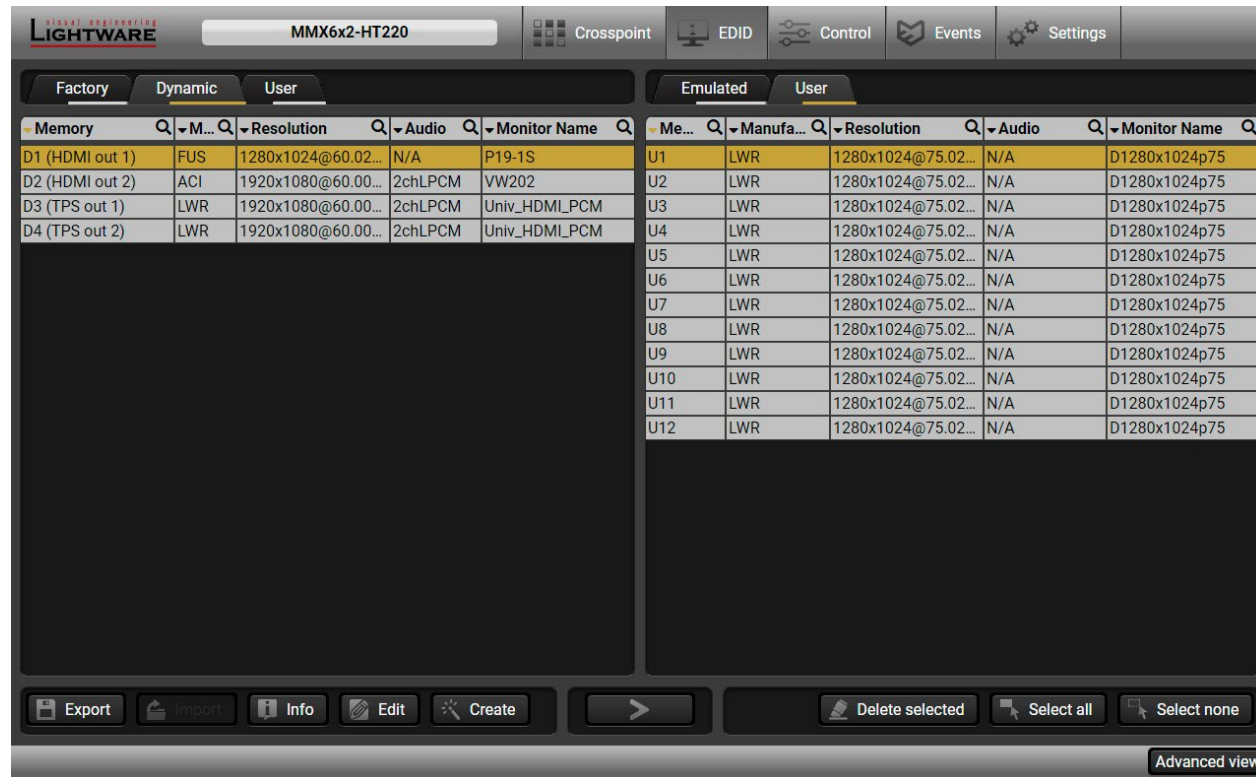 visual engineering
LIGHTWARE MMX6x2-HT220 Crosspoint EDID Control Events Settings
Factory Dynamic User Emulated User
Memory M... Resolution Audio Monitor Name Me... Manufa... Resolution Audio Monitor Name
D1 (HDMI out 1) FUS 1280x1024@60.02... N/A P19-1S U1 LWR 1280x1024@75.02... N/A D1280x1024p75
D2 (HDMI out 2) ACI 1920x1080@60.00... 2chLPCM VW202 U2 LWR 1280x1024@75.02... N/A D1280x1024p75
D3 (TPS out 1) LWR 1920x1080@60.00... 2chLPCM Univ_HDMI_PCM U3 LWR 1280x1024@75.02... N/A D1280x1024p75
D4 (TPS out 2) LWR 1920x1080@60.00... 2chLPCM Univ_HDMI_PCM U4 LWR 1280x1024@75.02... N/A D1280x1024p75
U5 LWR 1280x1024@75.02... N/A D1280x1024p75
U6 LWR 1280x1024@75.02... N/A D1280x1024p75
U7 LWR 1280x1024@75.02... N/A D1280x1024p75
U8 LWR 1280x1024@75.02... N/A D1280x1024p75
U9 LWR 1280x1024@75.02... N/A D1280x1024p75
U10 LWR 1280x1024@75.02... N/A D1280x1024p75
U11 LWR 1280x1024@75.02... N/A D1280x1024p75
U12 LWR 1280x1024@75.02... N/A D1280x1024p75
Export Import Info Edit Create > Delete selected Select all Select none
Advanced view